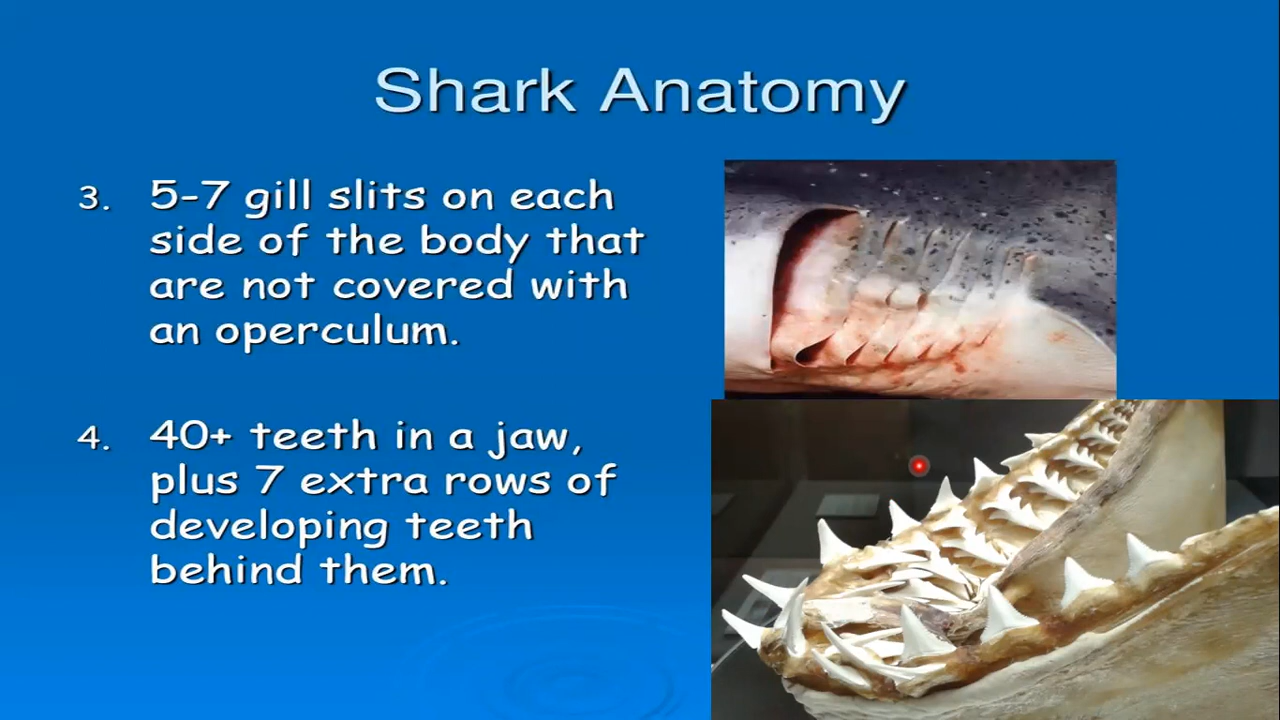 Shark Anatomy
3. 5-7 gill slits on each
side of the body that
are not covered with
an operculum.
4. 40+ teeth in a jaw,
plus 7 extra rows of
developing teeth
behind them.